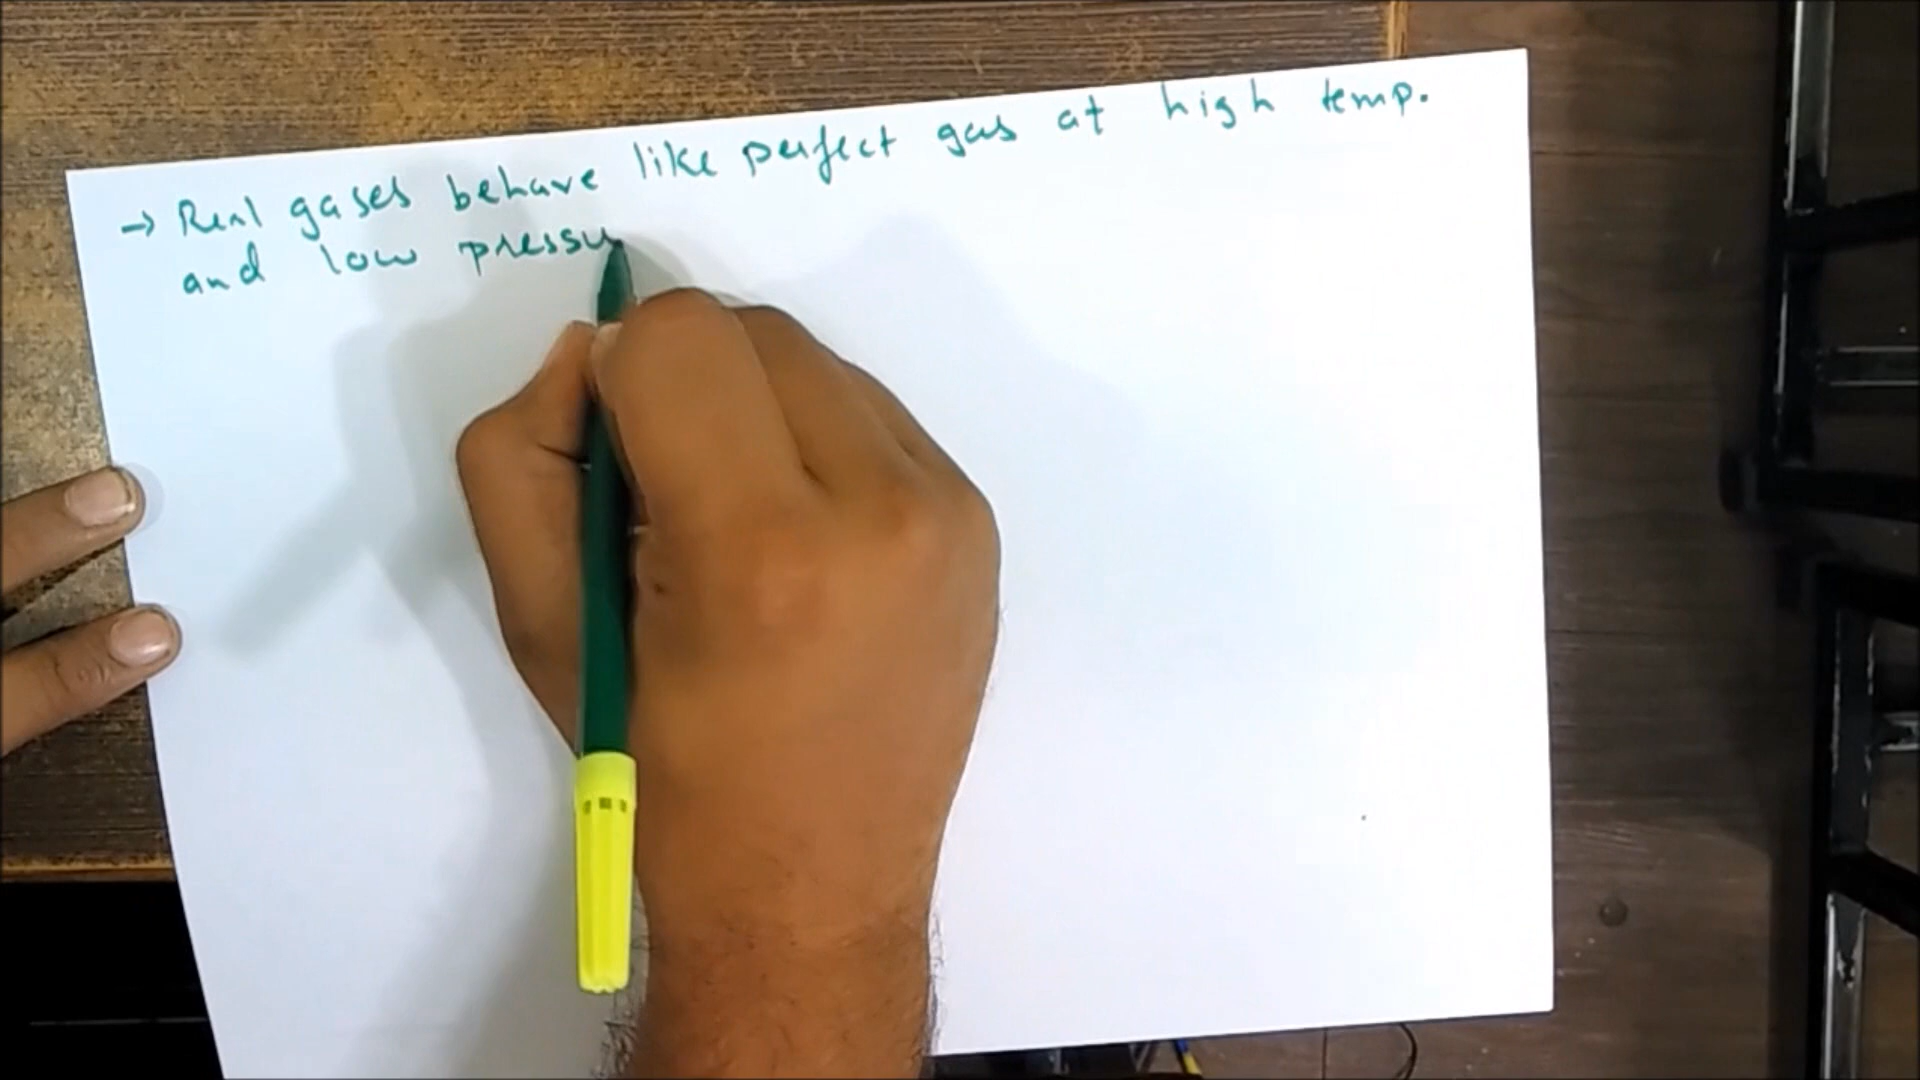 → Real gases behave like perfect gas at high temp.
and low pressu